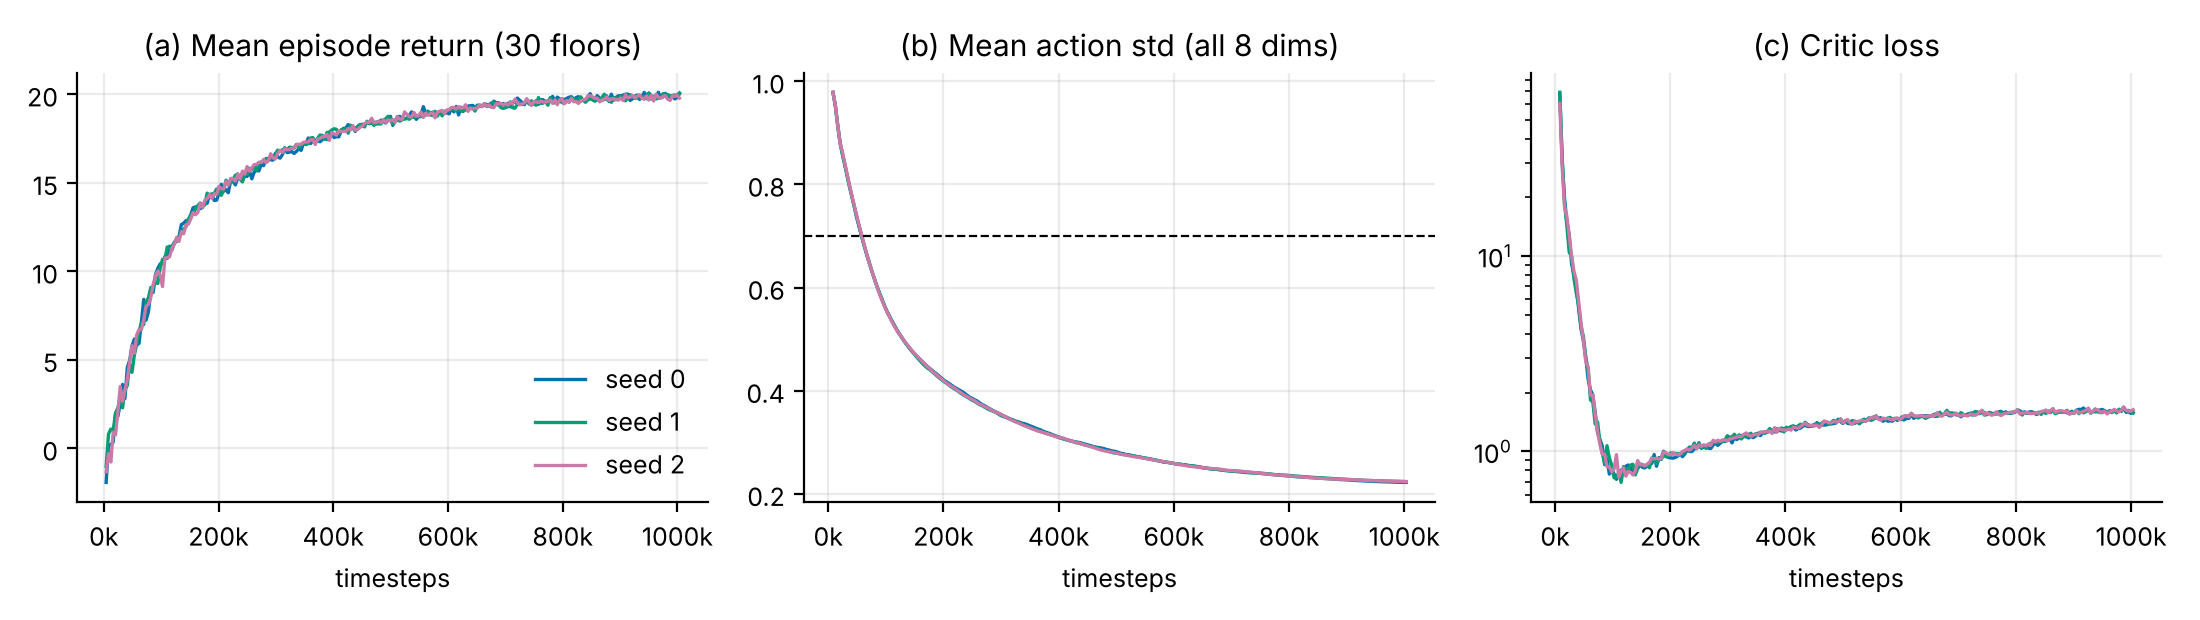 (a) Mean episode return (30 floors)
20
15
10
5
0
seed 0
seed 1
seed 2
0k 200k 400k 600k 800k 1000k
timesteps
(b) Mean action std (all 8 dims)
1.0
0.8
0.6
0.4
0.2
0k 200k 400k 600k 800k 1000k
timesteps
(c) Critic loss
10¹
10⁰
0k 200k 400k 600k 800k 1000k
timesteps